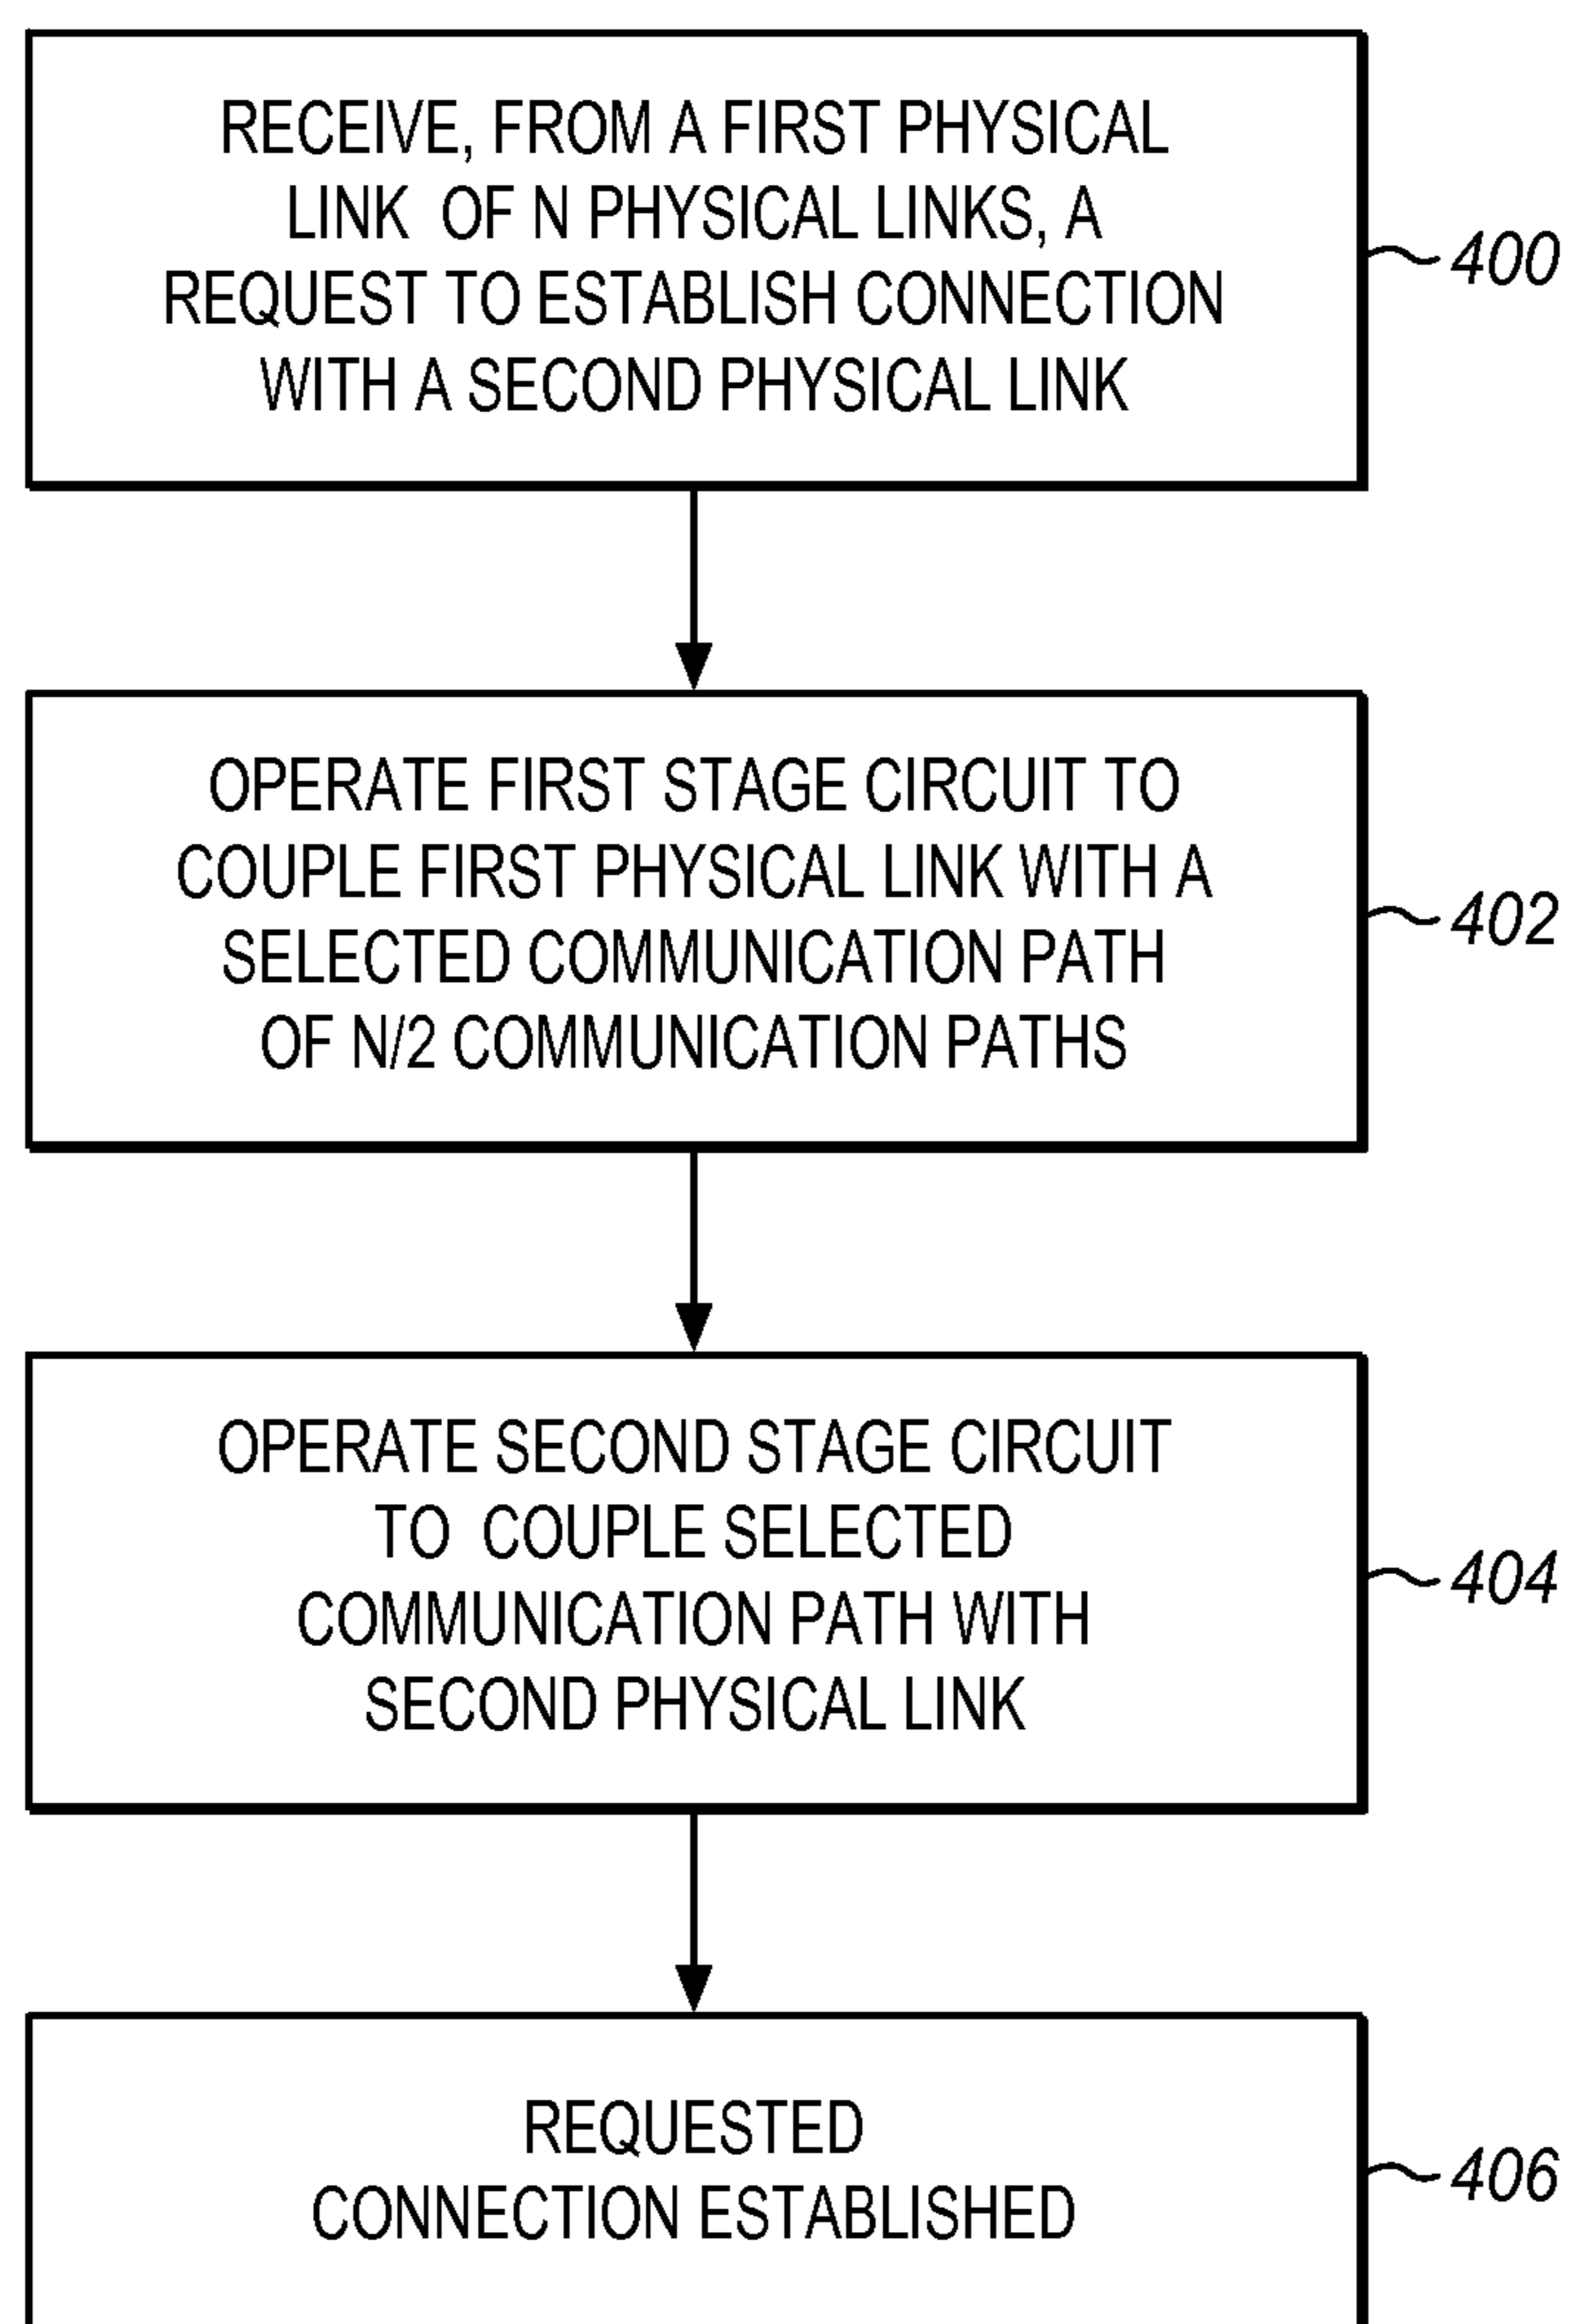 RECEIVE, FROM A FIRST PHYSICAL
LINK OF N PHYSICAL LINKS, A
REQUEST TO ESTABLISH CONNECTION
WITH A SECOND PHYSICAL LINK
400
OPERATE FIRST STAGE CIRCUIT TO
COUPLE FIRST PHYSICAL LINK WITH A
SELECTED COMMUNICATION PATH
OF N/2 COMMUNICATION PATHS
402
OPERATE SECOND STAGE CIRCUIT
TO COUPLE SELECTED
COMMUNICATION PATH WITH
SECOND PHYSICAL LINK
404
REQUESTED
CONNECTION ESTABLISHED
406